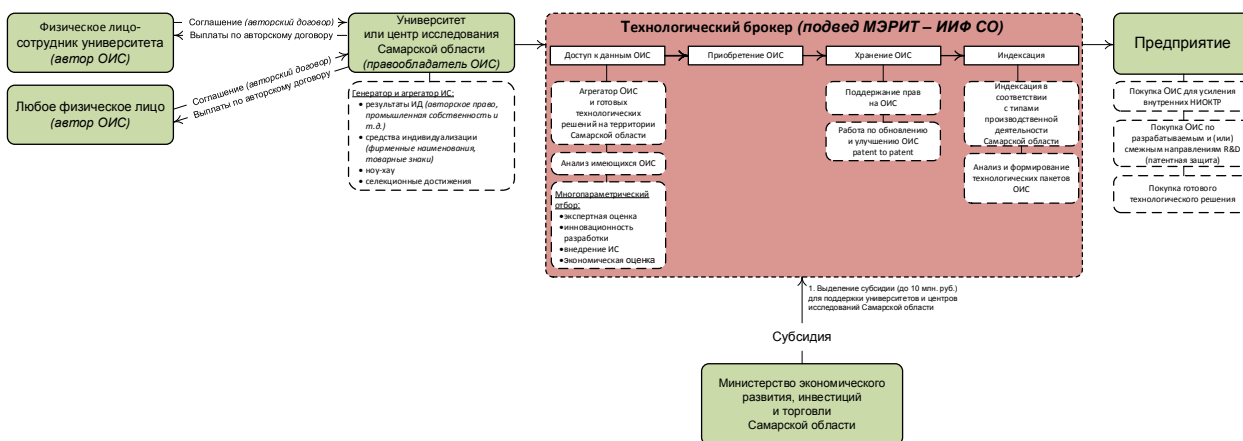 Физическое лицо-
сотрудник университета
(автор ОИС)
Соглашение (авторский договор)
Выплаты по авторскому договору
Любое физическое лицо
(автор ОИС)
Соглашение (авторский договор)
Выплаты по авторскому договору
Университет
или центр исследования
Самарской области
(правообладатель ОИС)
Генератор и агрегатор ИС:
• результаты ИД (авторское право,
промышленная собственность и
т.д.)
• средства индивидуализации
(фирменные наименования,
товарные знаки)
• ноу-хау
• селекционные достижения
Технологический брокер (подвед МЭРИТ – ИИФ СО)
Доступ к данным ОИС
Приобретение ОИС
Хранение ОИС
Индексация
Агрегатор ОИС
и готовых
технологических
решений на территории
Самарской области
Анализ имеющихся ОИС
Многопараметрический
отбор:
•экспертная оценка
•инновационность
разработки
•внедрение ИС
•экономическая оценка
Поддержание прав
на ОИС
Работа по обновлению
и улучшению ОИС
patent to patent
Индексация в
соответствии
с типами
производственной
деятельности
Самарской области
Анализ и формирование
технологических пакетов
ОИС
Предприятие
Покупка ОИС для усиления
внутренних НИОКТР
Покупка ОИС по
разрабатываемым и (или)
смежным направлениям R&D
(патентная защита)
Покупка готового
технологического решения
1. Выделение субсидии (до 10 млн. руб.)
для поддержки университетов и центров
исследований Самарской области
Субсидия
Министерство экономического
развития, инвестиций
и торговли
Самарской области